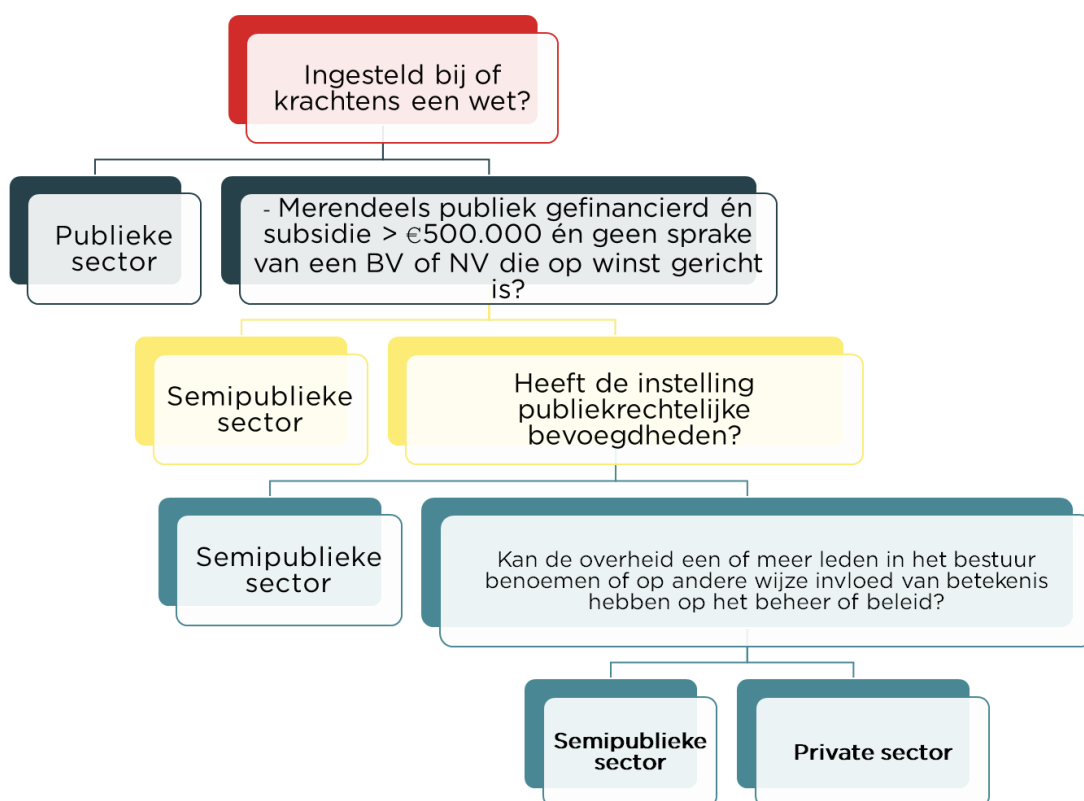 Ingesteld bij of
krachtens een wet?
Publieke
sector
- Merendeels publiek gefinancierd én
subsidie > €500.000 én geen sprake
van een BV of NV die op winst gericht
is?
Semipublieke
sector
Heeft de instelling
publiekrechtelijke
bevoegdheden?
Semipublieke
sector
Kan de overheid een of meer leden in het bestuur
benoemen of op andere wijze invloed van betekenis
hebben op het beheer of beleid?
Semipublieke
sector
Private sector